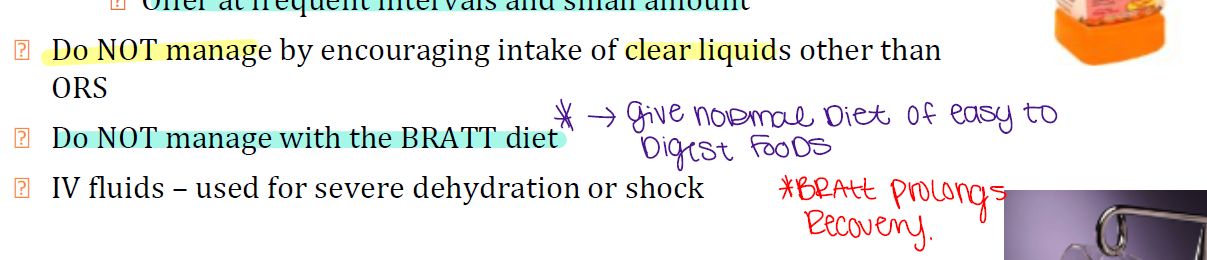 Offer at frequent intervals and small amount
Do NOT manage by encouraging intake of clear liquids other than
ORS
Do NOT manage with the BRATT diet
* → Give normal Diet of easy to
Digest Foods
IV fluids – used for severe dehydration or shock
*BRAtt prolongs
Recovery.